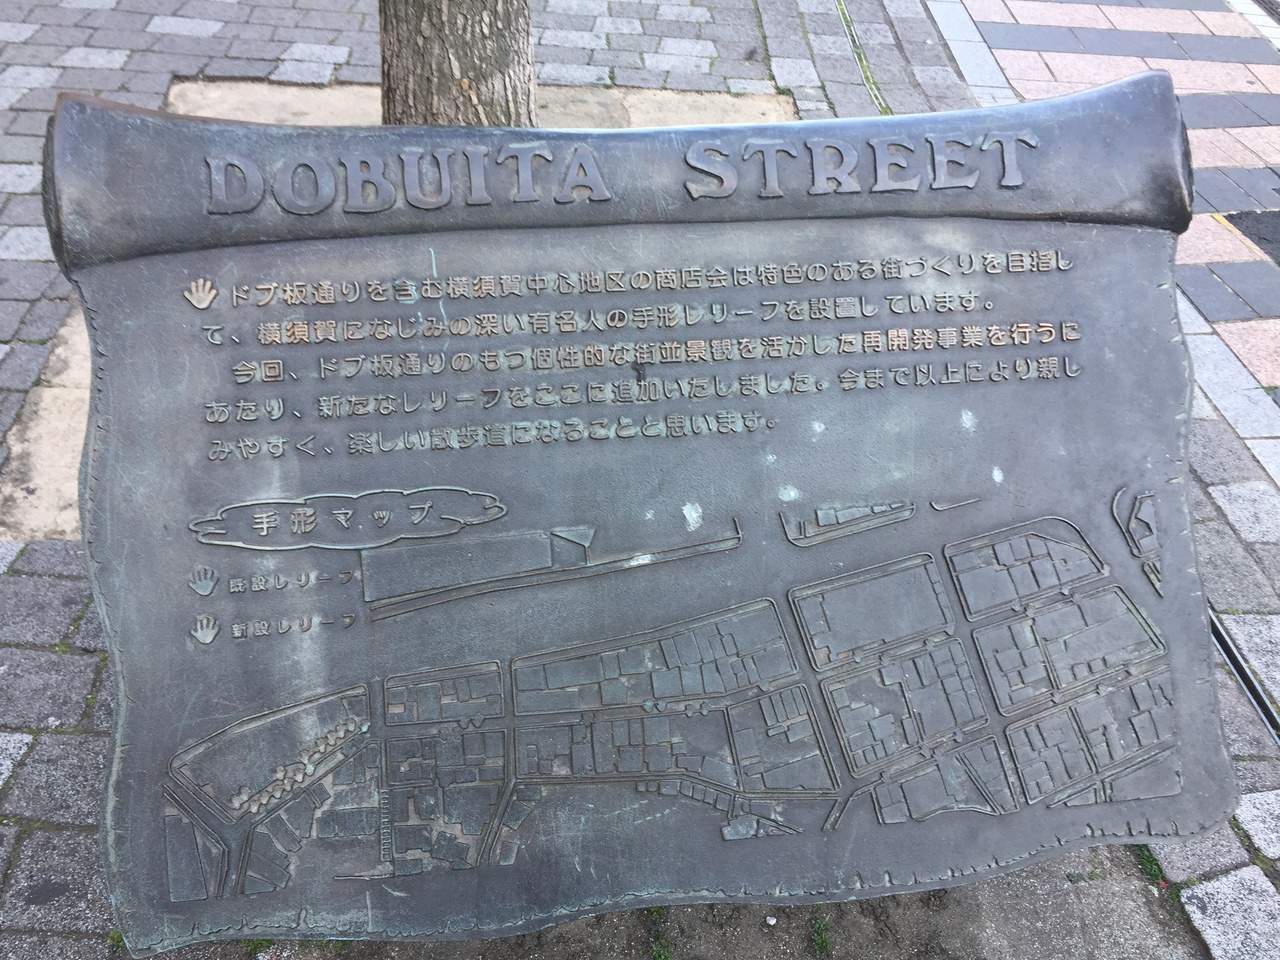 DOBUITA STREET
ドブ板通りを含む横須賀中心地区の商店会は特色のある街づくりを目指し
て、横須賀になじみの深い有名人の手形レリーフを設置しています。
今回、ドブ板通りのもつ個性的な街並景観を活かした再開発事業を行うに
あたり、新たなレリーフをここに追加いたしました。今まで以上により親し
みやすく、楽しい散歩道になることと思います。
手形マップ
既設レリーフ
新設レリーフ